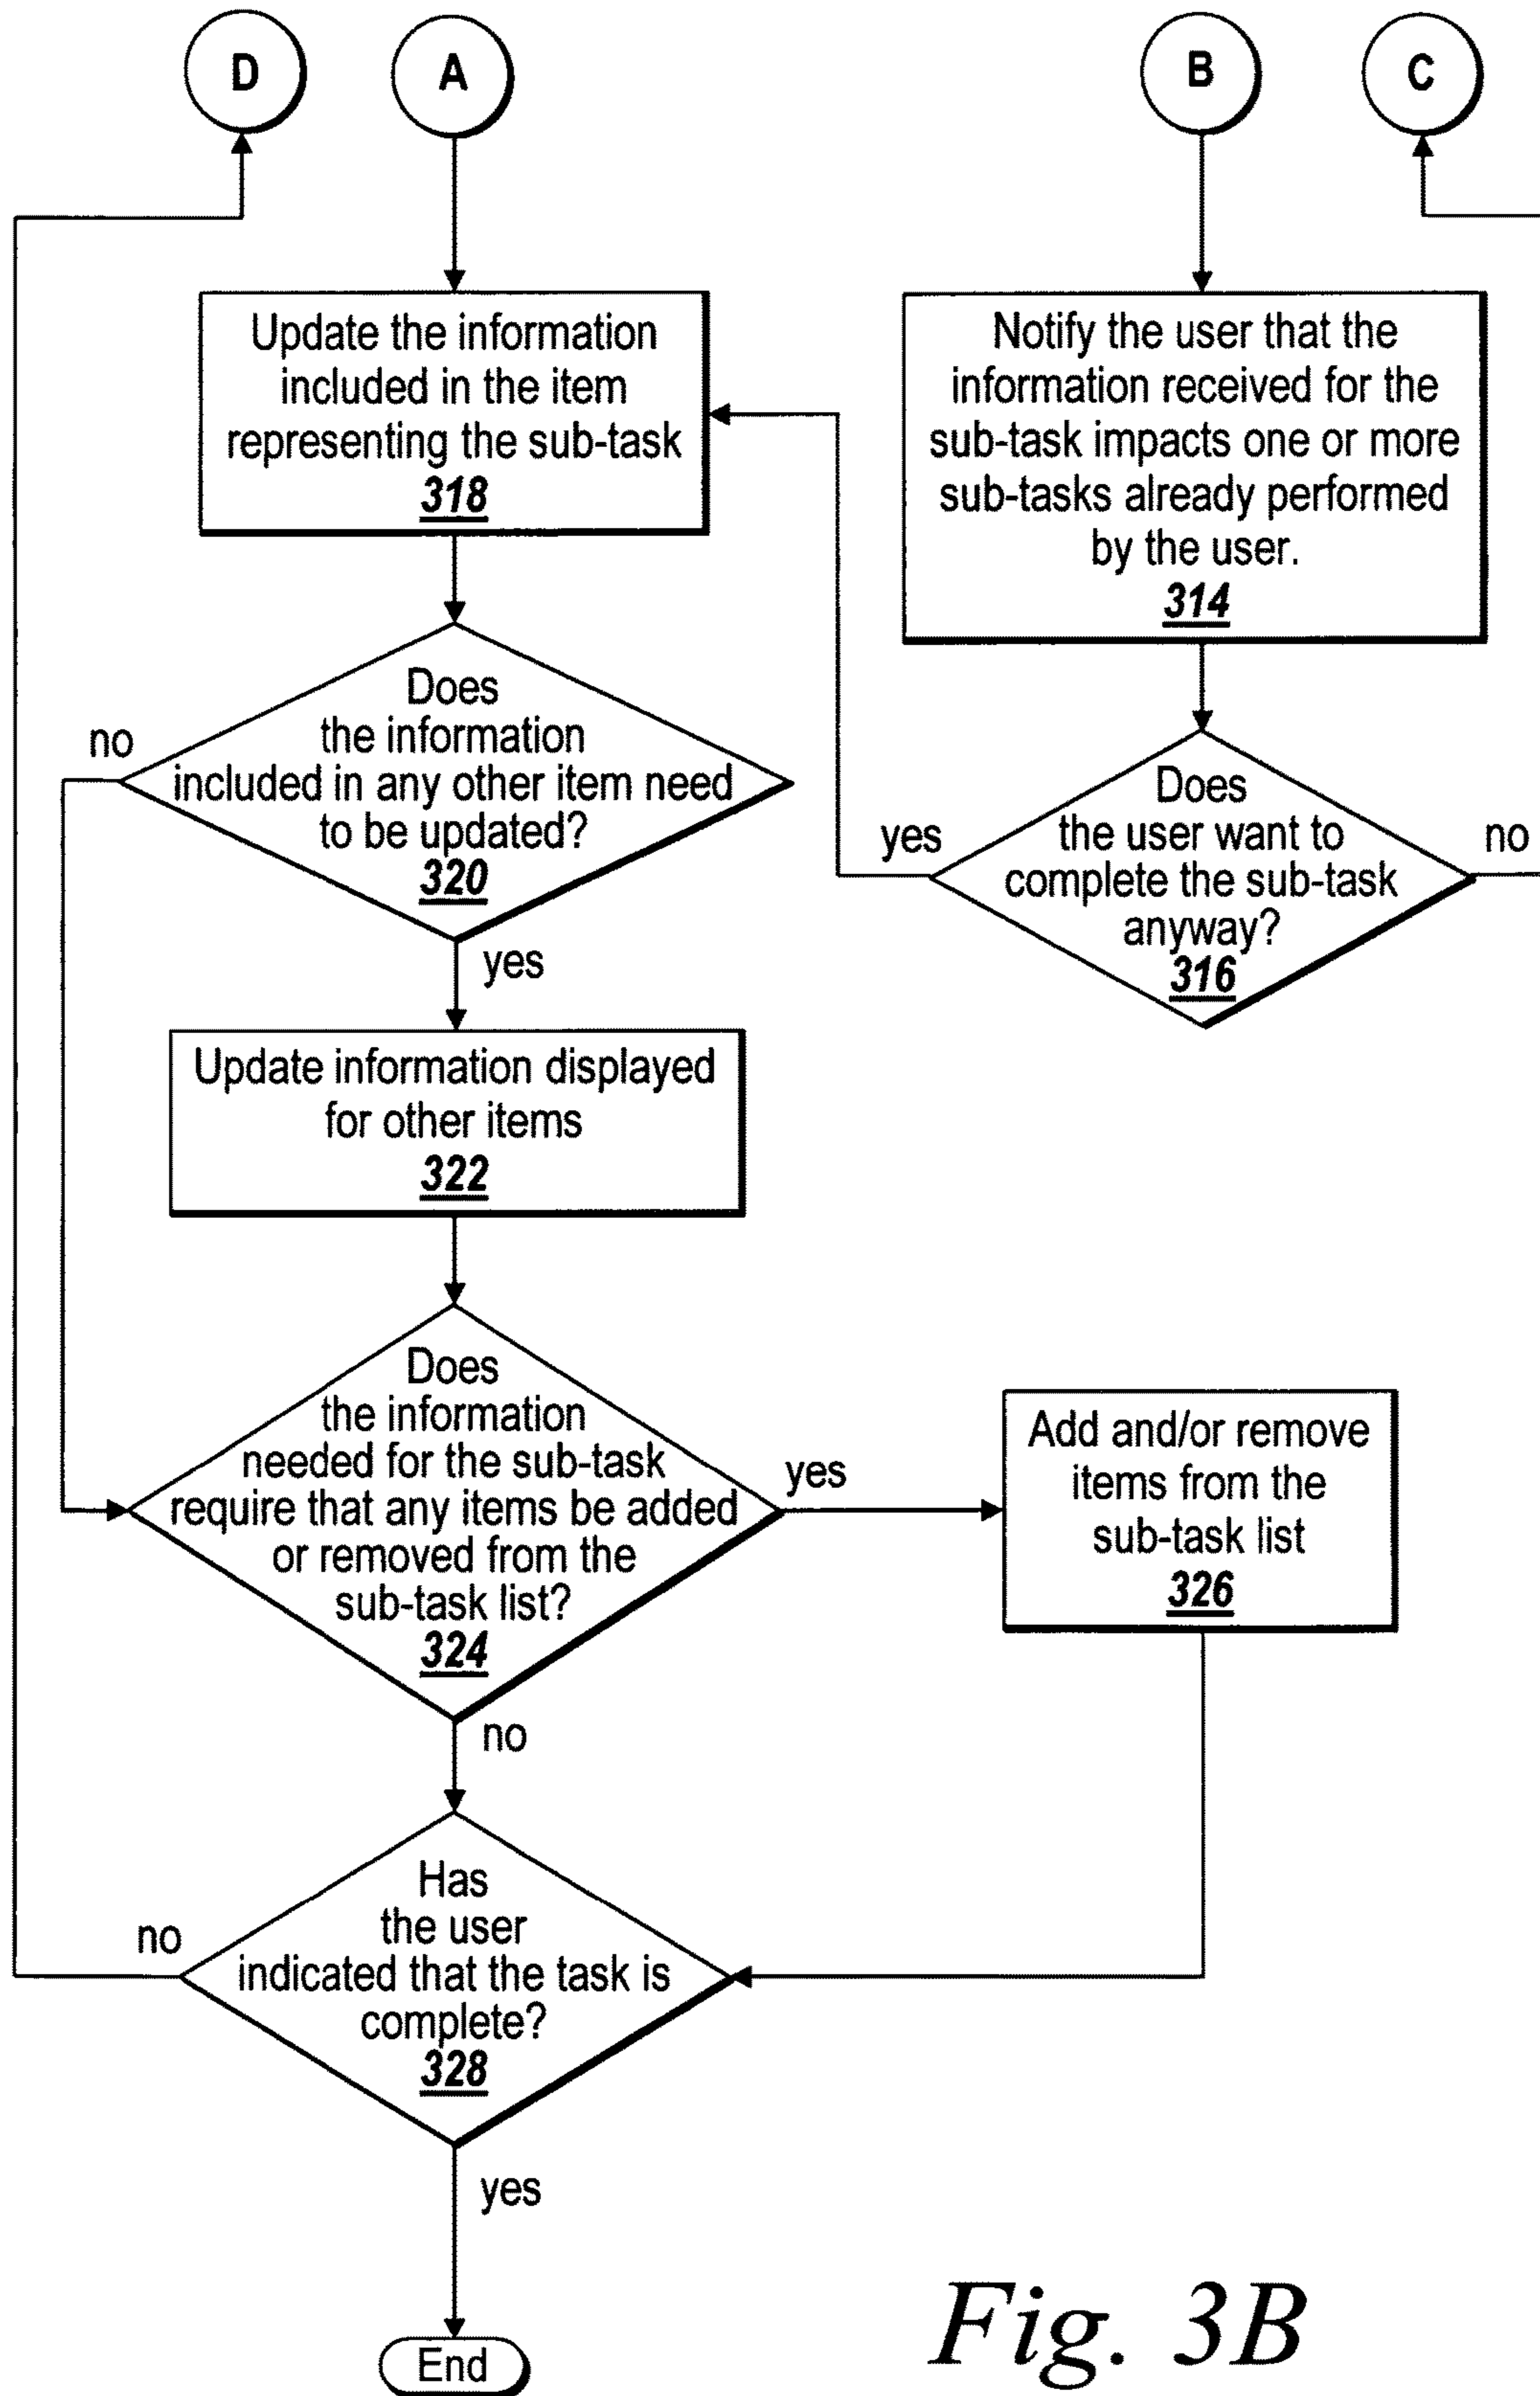 D
A
B
C
Update the information
included in the item
representing the sub-task
318
Notify the user that the
information received for the
sub-task impacts one or more
sub-tasks already performed
by the user.
314
Does
the information
included in any other item need
to be updated?
320
no
yes
Does
the user want to
complete the sub-task
anyway?
316
yes
no
Update information displayed
for other items
322
Does
the information
needed for the sub-task
require that any items be added
or removed from the
sub-task list?
324
yes
no
Add and/or remove
items from the
sub-task list
326
Has
the user
indicated that the task is
complete?
328
no
yes
End
Fig. 3B